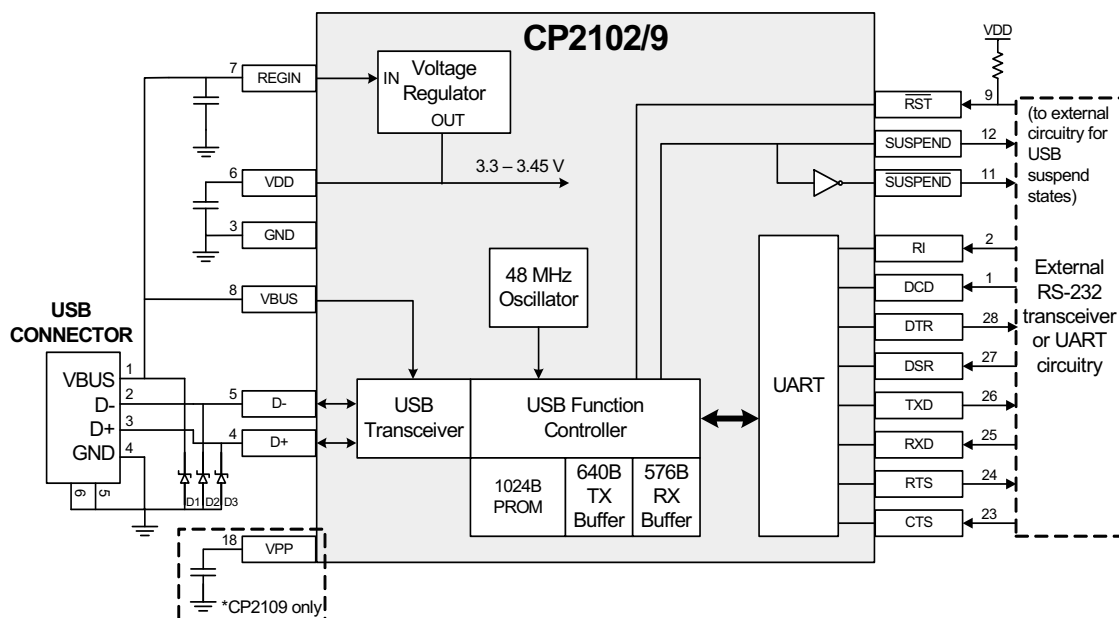 CP2102/9
VDD
7 REGIN
IN Voltage
Regulator
OUT
9 RST
(to external
circuitry for
USB
suspend
states)
SUSPEND 12
SUSPEND 11
6 VDD
3.3 – 3.45 V
3 GND
8 VBUS
48 MHz
Oscillator
USB
CONNECTOR
VBUS 1
D- 2
D+ 3
GND 4
6 5
D1 D2 D3
5 D-
4 D+
USB
Transceiver
USB Function
Controller
1024B
PROM
640B
TX
Buffer
576B
RX
Buffer
UART
RI 2
DCD 1
DTR 28
DSR 27
TXD 26
RXD 25
RTS 24
CTS 23
External
RS-232
transceiver
or UART
circuitry
18 VPP
*CP2109 only